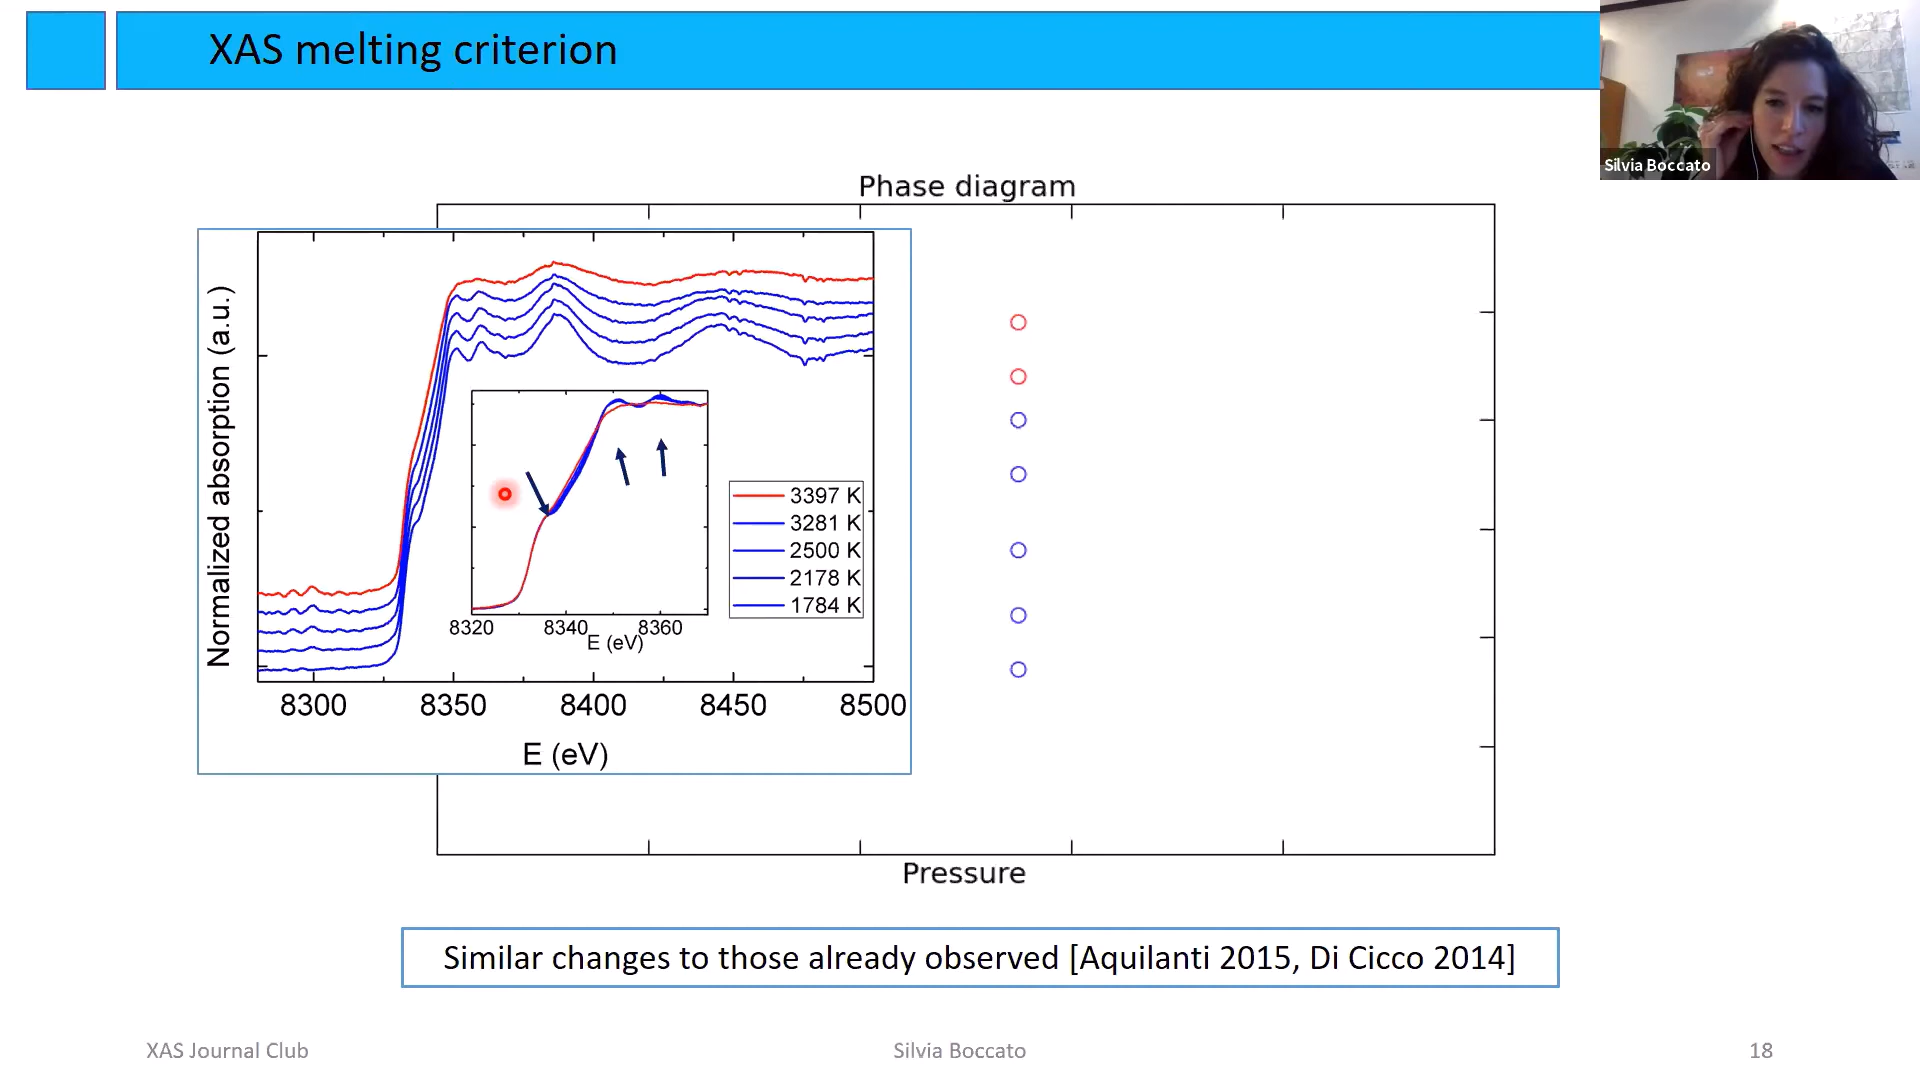 XAS melting criterion
Silvia Boccato
Phase diagram
Normalized absorption (a.u.)
3397 K
3281 K
2500 K
2178 K
1784 K
8320 8340 8360
E (eV)
8300 8350 8400 8450 8500
E (eV)
Pressure
Similar changes to those already observed [Aquilanti 2015, Di Cicco 2014]
XAS Journal Club Silvia Boccato 18